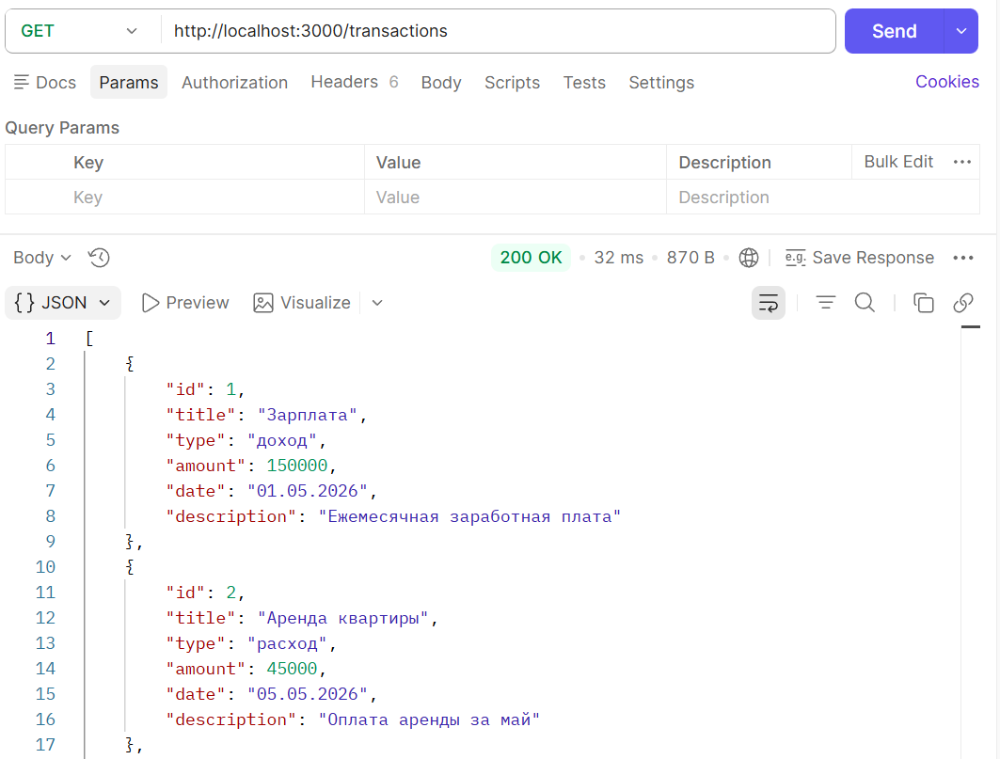 GET http://localhost:3000/transactions Send
Docs Params Authorization Headers 6 Body Scripts Tests Settings Cookies
Query Params
Key Value Description Bulk Edit
Key Value Description
Body 200 OK 32 ms 870 B e.g. Save Response
{} JSON Preview Visualize
1 [
2 {
3 "id": 1,
4 "title": "Зарплата",
5 "type": "доход",
6 "amount": 150000,
7 "date": "01.05.2026",
8 "description": "Ежемесячная заработная плата"
9 },
10 {
11 "id": 2,
12 "title": "Аренда квартиры",
13 "type": "расход",
14 "amount": 45000,
15 "date": "05.05.2026",
16 "description": "Оплата аренды за май"
17 },